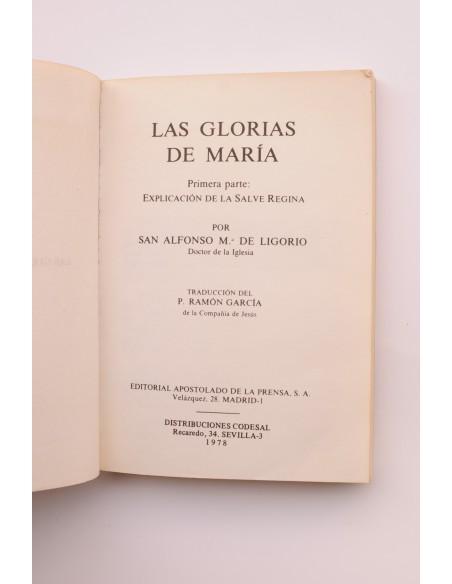 LAS GLORIAS
DE MARÍA
Primera parte:
EXPLICACIÓN DE LA SALVE REGINA
POR
SAN ALFONSO M.ª DE LIGORIO
Doctor de la Iglesia
TRADUCCIÓN DEL
P. RAMÓN GARCÍA
de la Compañía de Jesús
EDITORIAL APOSTOLADO DE LA PRENSA, S. A.
Velázquez, 28. MADRID-1
DISTRIBUCIONES CODESAL
Recaredo, 34. SEVILLA-3
1978